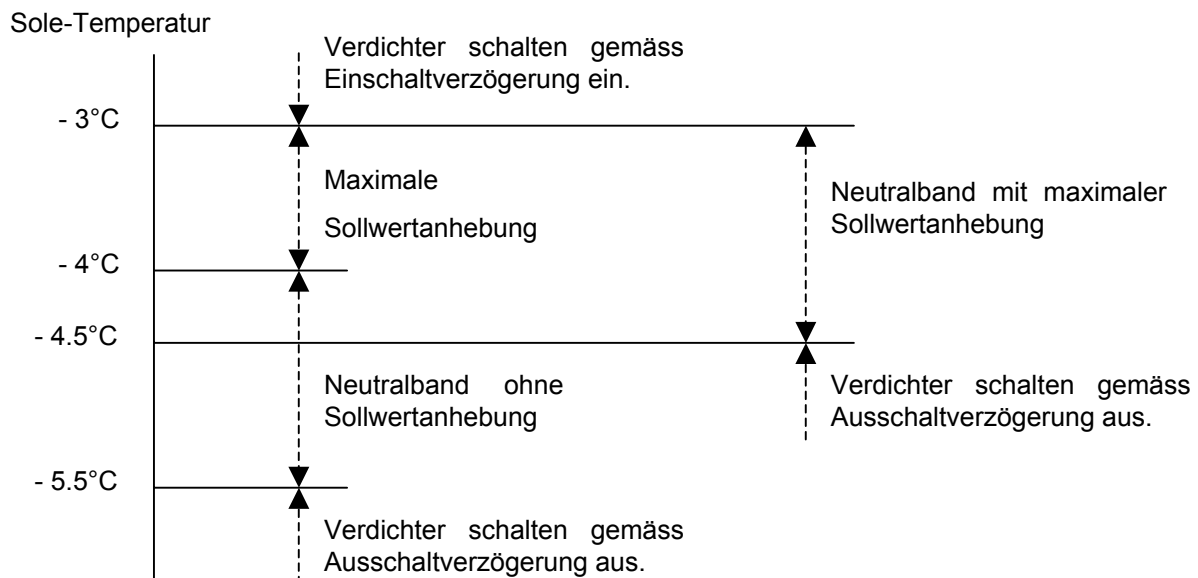 Sole-Temperatur
Verdichter schalten gemäss
Einschaltverzögerung ein.
- 3°C
Maximale
Sollwertanhebung
Neutralband mit maximaler
Sollwertanhebung
- 4°C
- 4.5°C
Neutralband ohne
Sollwertanhebung
Verdichter schalten gemäss
Ausschaltverzögerung aus.
- 5.5°C
Verdichter schalten gemäss
Ausschaltverzögerung aus.